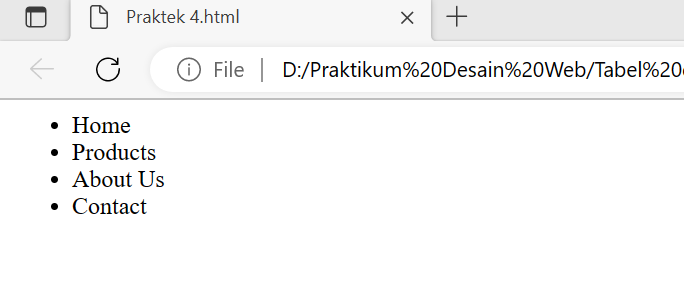 Praktek 4.html
File | D:/Praktikum%20Desain%20Web/Tabel%20
• Home
• Products
• About Us
• Contact